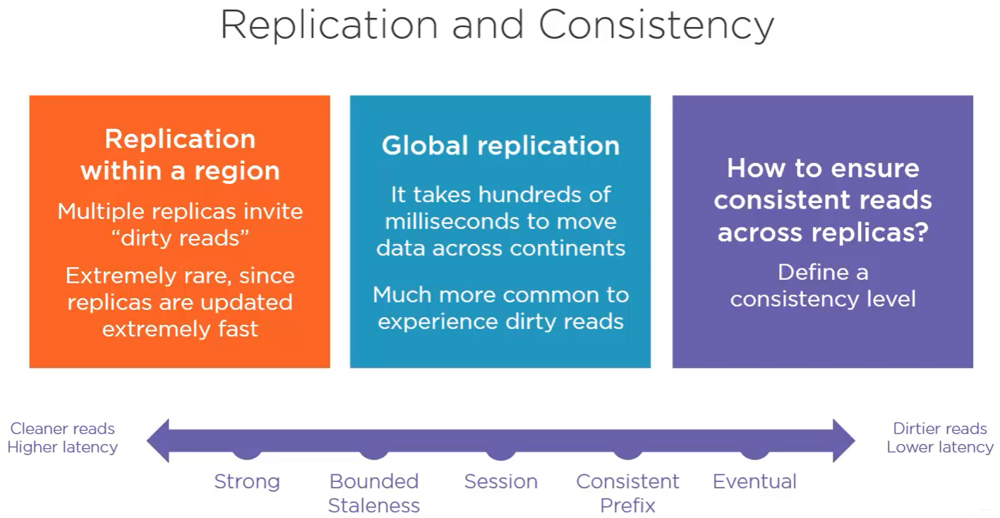 Replication and Consistency
Replication
within a region
Multiple replicas invite
“dirty reads”
Extremely rare, since
replicas are updated
extremely fast
Global replication
It takes hundreds of
milliseconds to move
data across continents
Much more common to
experience dirty reads
How to ensure
consistent reads
across replicas?
Define a
consistency level
Cleaner reads
Higher latency
Strong
Bounded
Staleness
Session
Consistent
Prefix
Eventual
Dirtier reads
Lower latency